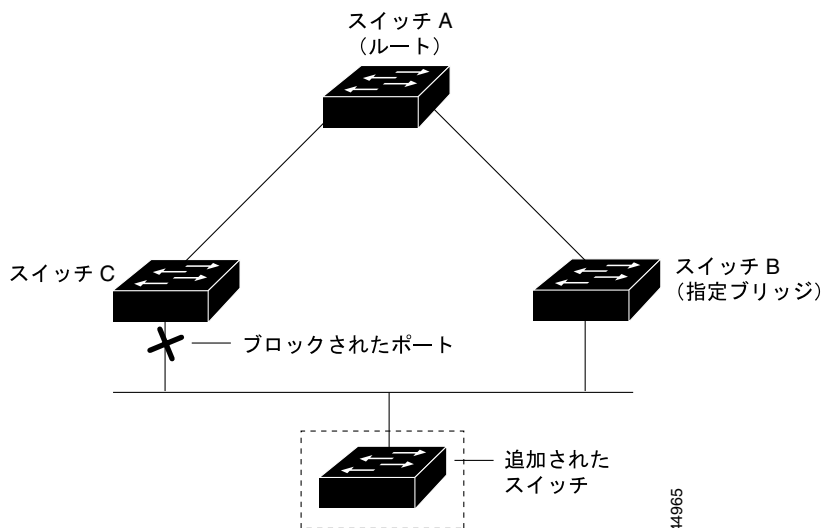 スイッチ A
（ルート）
スイッチ C
スイッチ B
（指定ブリッジ）
ブロックされたポート
追加された
スイッチ
44965